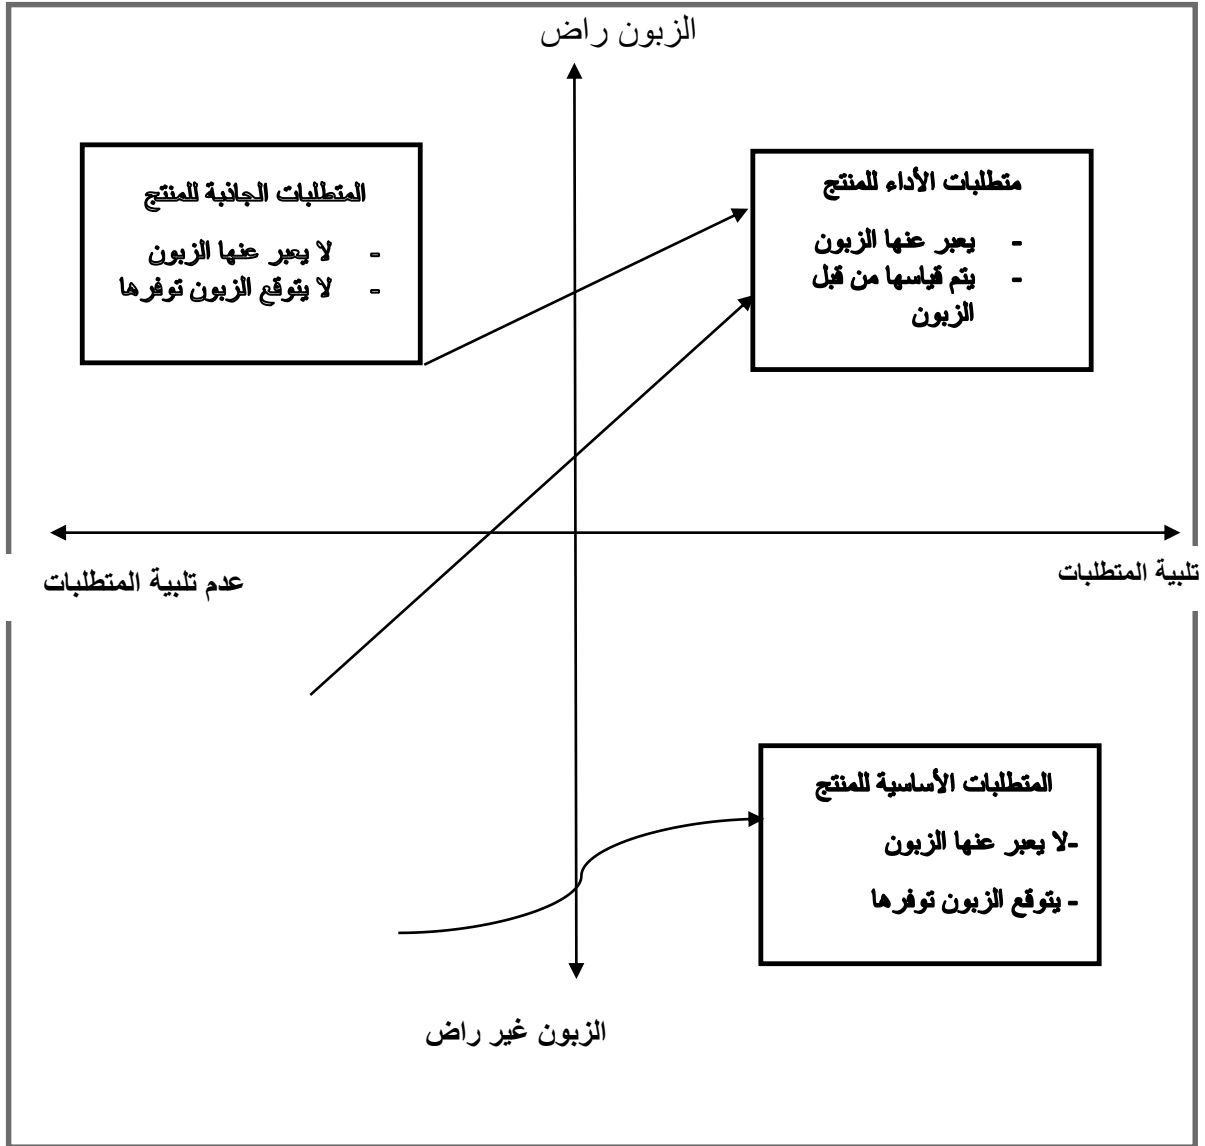 الزبون راض
متطلبات الأداء للمنتج
- يعبر عنها الزبون
- يتم قياسها من قبل
الزبون
المتطلبات الجاذبة للمنتج
- لا يعبر عنها الزبون
- لا يتوقع الزبون توفرها
تلبية المتطلبات
عدم تلبية المتطلبات
المتطلبات الأساسية للمنتج
-لا يعبر عنها الزبون
- يتوقع الزبون توفرها
الزبون غير راض